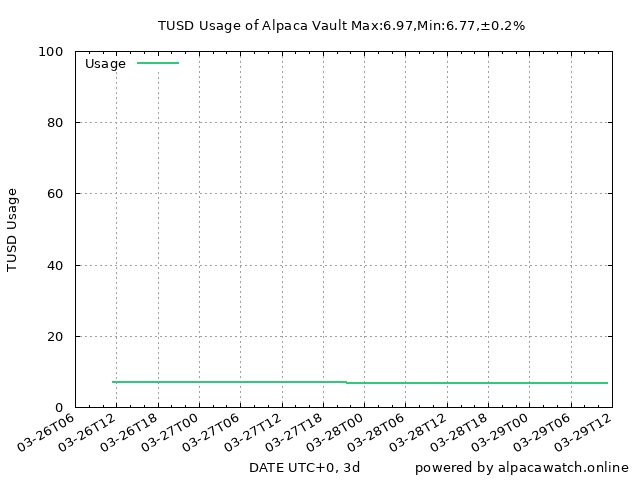 TUSD Usage of Alpaca Vault Max:6.97,Min:6.77,±0.2%
Usage
TUSD Usage
100
80
60
40
20
0
03-26T06
03-26T12
03-26T18
03-27T00
03-27T06
03-27T12
03-27T18
03-28T00
03-28T06
03-28T12
03-28T18
03-29T00
03-29T06
03-29T12
DATE UTC+0, 3d
powered by alpacawatch.online